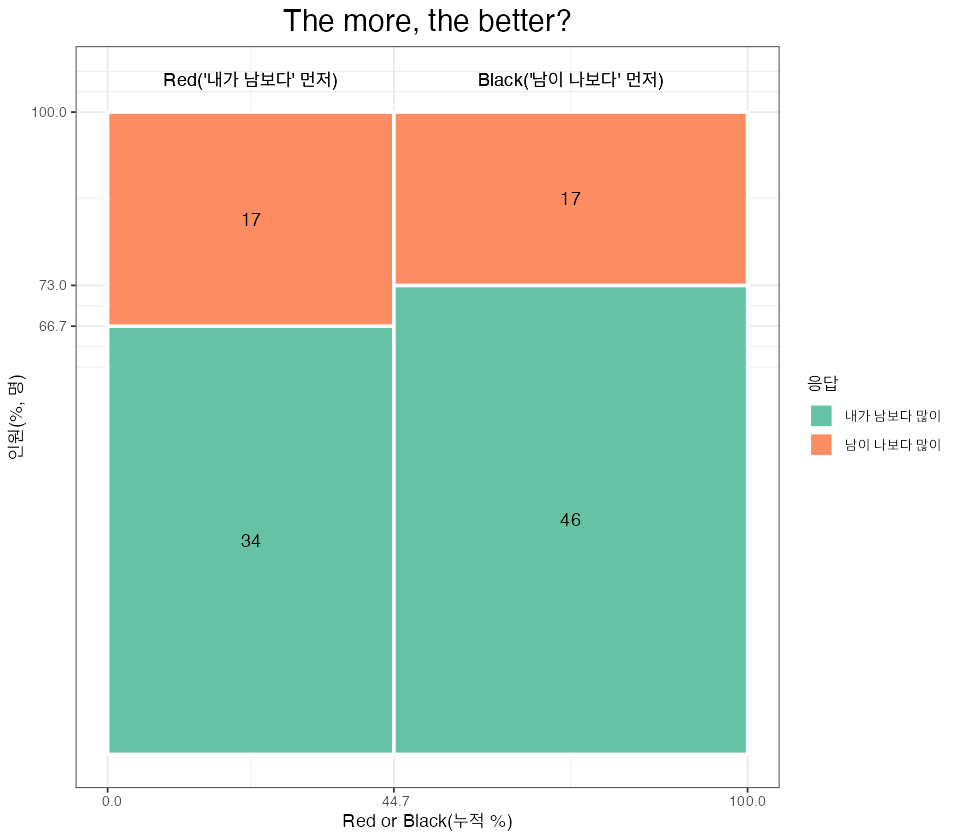 The more, the better?
Red('내가 남보다' 먼저)
Black('남이 나보다' 먼저)
100.0
17
17
73.0
66.7
인원(%, 명)
응답
내가 남보다 많이
남이 나보다 많이
46
34
0.0
44.7
100.0
Red or Black(누적 %)